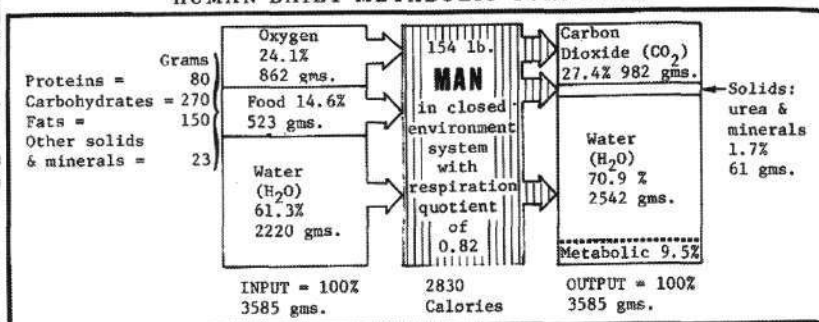 Grams
Proteins = 80
Carbohydrates = 270
Fats = 150
Other solids
& minerals = 23
Oxygen
24.1%
862 gms.
Food 14.6%
523 gms.
Water
(H₂O)
61.3%
2220 gms.
INPUT = 100%
3585 gms.
154 lb.
MAN
in closed
environment
system
with
respiration
quotient
of
0.82
2830
Calories
Carbon
Dioxide (CO₂)
27.4% 982 gms.
Water
(H₂O)
70.9 %
2542 gms.
Metabolic 9.5%
OUTPUT = 100%
3585 gms.
Solids:
urea &
minerals
1.7%
61 gms.